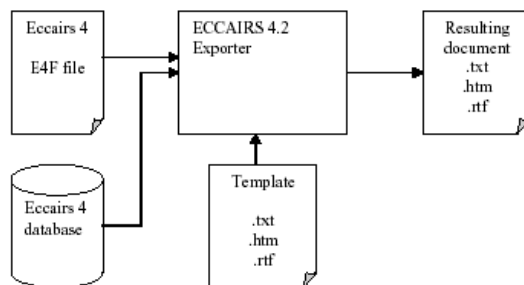 Eccairs 4
E4F file
ECCAIRS 4.2
Exporter
Resulting
document
.txt
.htm
.rtf
Eccairs 4
database
Template
.txt
.htm
.rtf